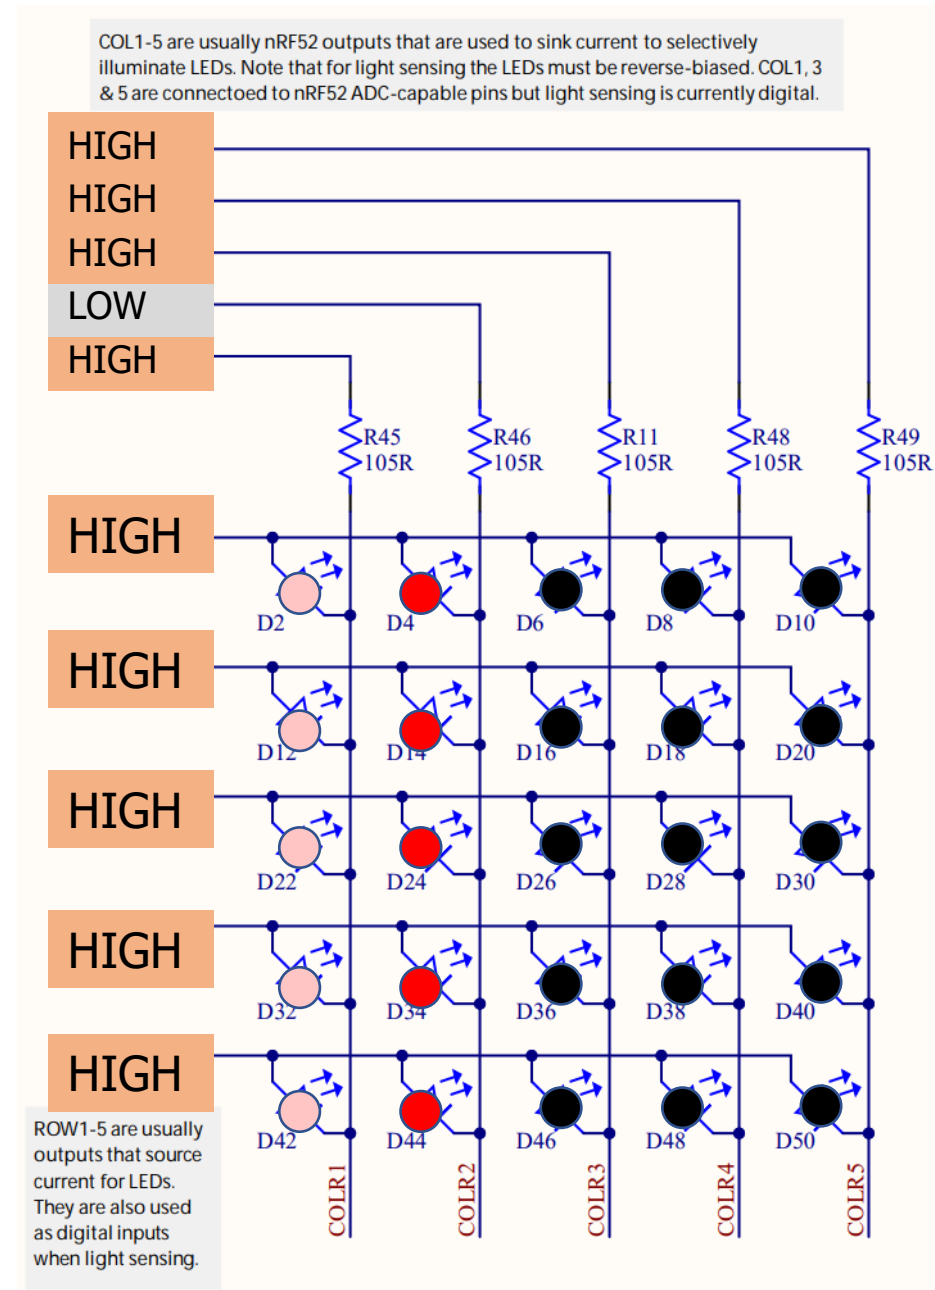 COL1-5 are usually nRF52 outputs that are used to sink current to selectively
illuminate LEDs. Note that for light sensing the LEDs must be reverse-biased. COL1, 3
& 5 are connectoed to nRF52 ADC-capable pins but light sensing is currently digital.
HIGH
HIGH
HIGH
LOW
HIGH
R45 R46 R11 R48 R49
105R 105R 105R 105R 105R
HIGH
D2 D4 D6 D8 D10
HIGH
D12 D14 D16 D18 D20
HIGH
D22 D24 D26 D28 D30
HIGH
D32 D34 D36 D38 D40
HIGH
D42 D44 D46 D48 D50
ROW1-5 are usually
outputs that source
current for LEDs.
They are also used
as digital inputs
when light sensing.
COLR1 COLR2 COLR3 COLR4 COLR5